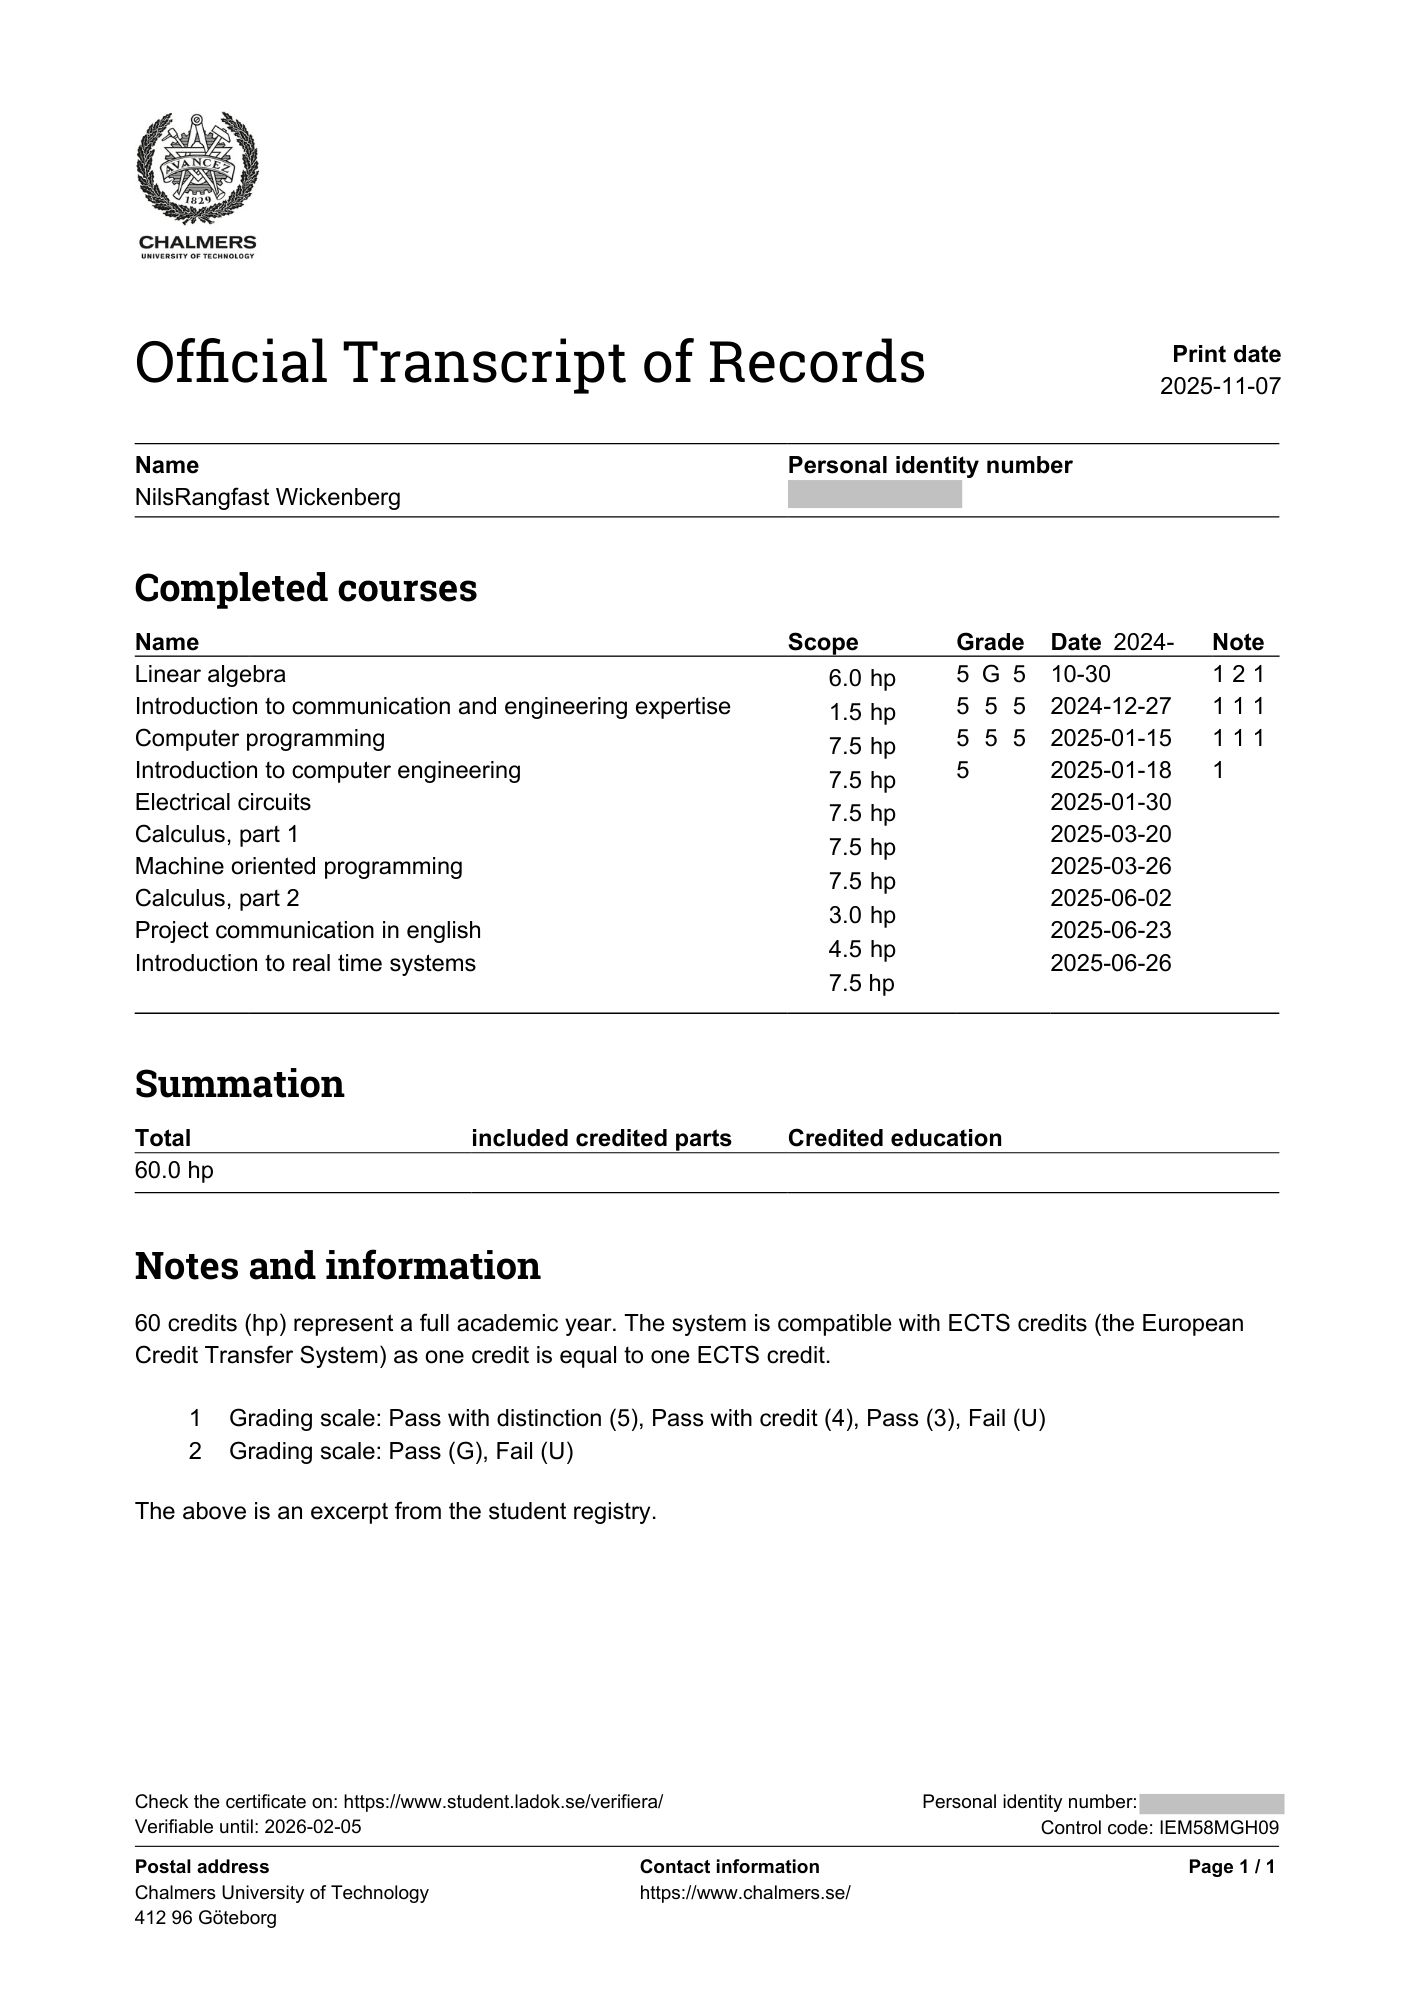 AVANCEZ
1829
CHALMERS
UNIVERSITY OF TECHNOLOGY
Official Transcript of Records
Print date
2025-11-07
Name Personal identity number
NilsRangfast Wickenberg
Completed courses
Name Scope Grade Date 2024- Note
Linear algebra 6.0 hp 5 G 5 10-30 1 2 1
Introduction to communication and engineering expertise 1.5 hp 5 5 5 2024-12-27 1 1 1
Computer programming 7.5 hp 5 5 5 2025-01-15 1 1 1
Introduction to computer engineering 7.5 hp 5 2025-01-18 1
Electrical circuits 7.5 hp 2025-01-30
Calculus, part 1 7.5 hp 2025-03-20
Machine oriented programming 7.5 hp 2025-03-26
Calculus, part 2 3.0 hp 2025-06-02
Project communication in english 4.5 hp 2025-06-23
Introduction to real time systems 7.5 hp 2025-06-26
Summation
Total included credited parts Credited education
60.0 hp
Notes and information
60 credits (hp) represent a full academic year. The system is compatible with ECTS credits (the European
Credit Transfer System) as one credit is equal to one ECTS credit.
1 Grading scale: Pass with distinction (5), Pass with credit (4), Pass (3), Fail (U)
2 Grading scale: Pass (G), Fail (U)
The above is an excerpt from the student registry.
Check the certificate on: https://www.student.ladok.se/verifiera/ Personal identity number:
Verifiable until: 2026-02-05 Control code: IEM58MGH09
Postal address Contact information Page 1 / 1
Chalmers University of Technology https://www.chalmers.se/
412 96 Göteborg